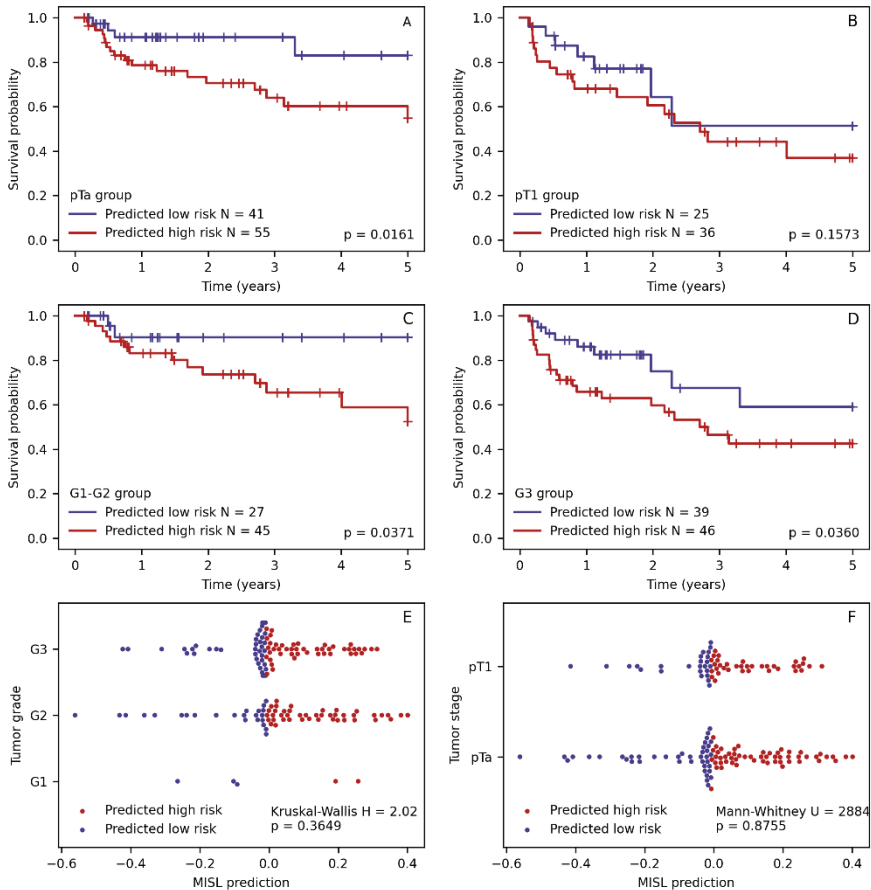 A
1.0
0.8
0.6
0.4
0.2
0.0
Survival probability
pTa group
Predicted low risk N = 41
Predicted high risk N = 55
p = 0.0161
0 1 2 3 4 5
Time (years)
B
1.0
0.8
0.6
0.4
0.2
0.0
Survival probability
pT1 group
Predicted low risk N = 25
Predicted high risk N = 36
p = 0.1573
0 1 2 3 4 5
Time (years)
C
1.0
0.8
0.6
0.4
0.2
0.0
Survival probability
G1-G2 group
Predicted low risk N = 27
Predicted high risk N = 45
p = 0.0371
0 1 2 3 4 5
Time (years)
D
1.0
0.8
0.6
0.4
0.2
0.0
Survival probability
G3 group
Predicted low risk N = 39
Predicted high risk N = 46
p = 0.0360
0 1 2 3 4 5
Time (years)
E
G3
G2
G1
Tumor grade
Predicted high risk
Predicted low risk
Kruskal-Wallis H = 2.02
p = 0.3649
−0.6 −0.4 −0.2 0.0 0.2 0.4
MISL prediction
F
pT1
pTa
Tumor stage
Predicted high risk
Predicted low risk
Mann-Whitney U = 2884
p = 0.8755
−0.6 −0.4 −0.2 0.0 0.2 0.4
MISL prediction